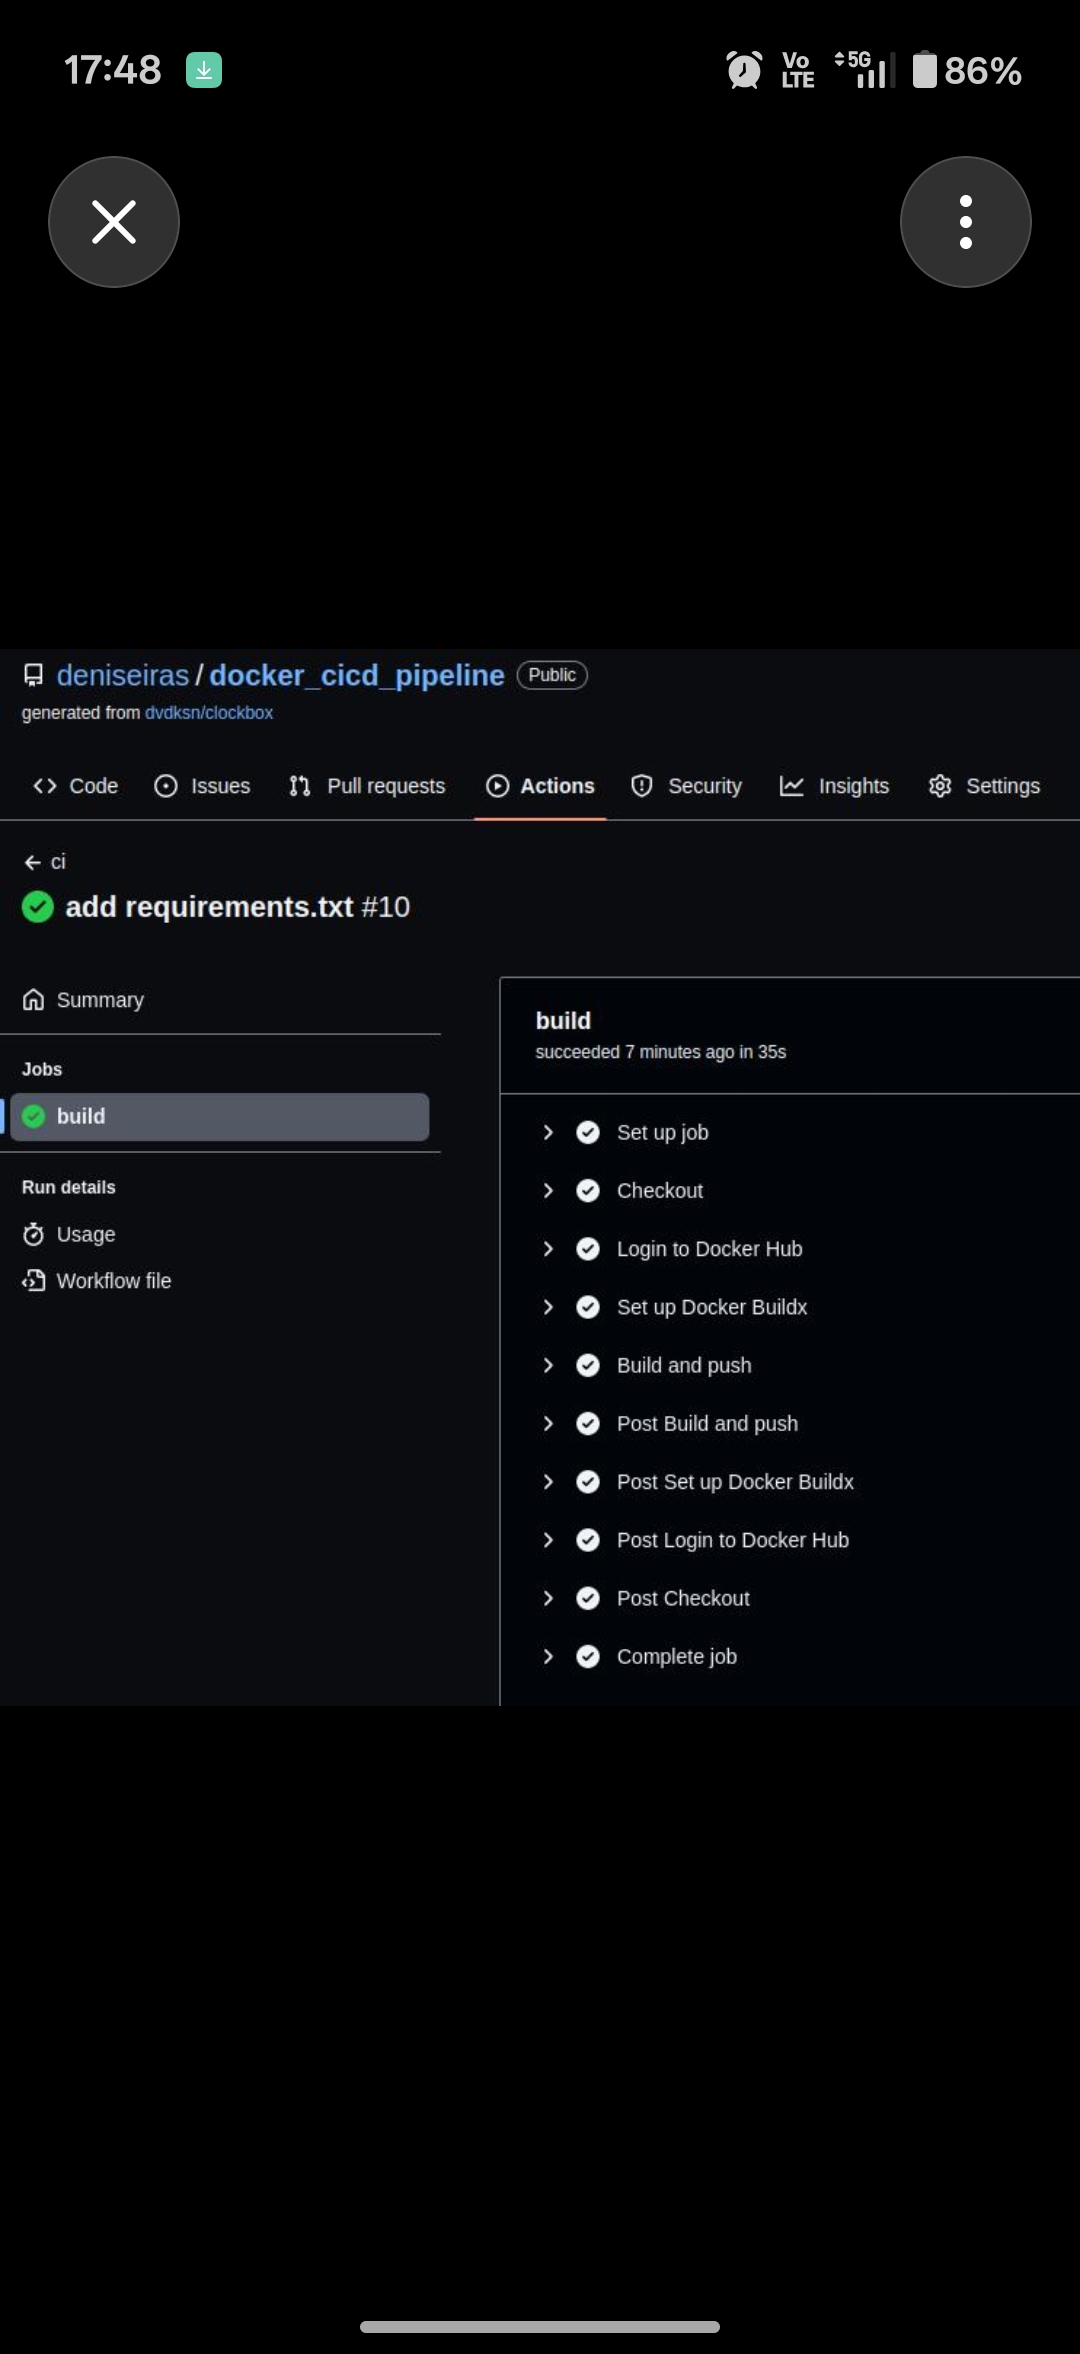 17:48
Vo LTE 5G 86%
deniseiras / docker_cicd_pipeline Public
generated from dvdksn/clockbox
Code Issues Pull requests Actions Security Insights Settings
ci
add requirements.txt #10
Summary
Jobs
build
Run details
Usage
Workflow file
build
succeeded 7 minutes ago in 35s
Set up job
Checkout
Login to Docker Hub
Set up Docker Buildx
Build and push
Post Build and push
Post Set up Docker Buildx
Post Login to Docker Hub
Post Checkout
Complete job